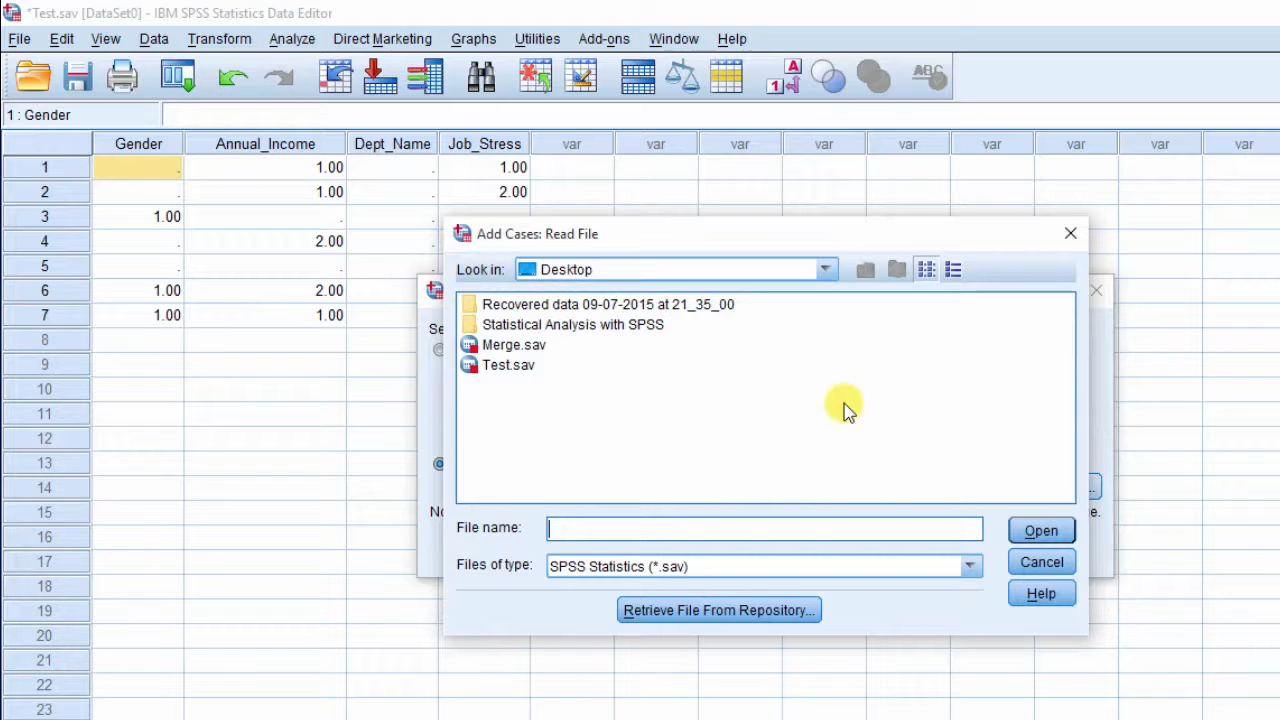 *Test.sav [DataSet0] - IBM SPSS Statistics Data Editor
File Edit View Data Transform Analyze Direct Marketing Graphs Utilities Add-ons Window Help
1 : Gender
Gender Annual_Income Dept_Name Job_Stress var var var var var var var var var
1 . 1.00 . 1.00
2 . 1.00 . 2.00
3 1.00 . .
4 . 2.00 .
5 . . .
6 1.00 2.00
7 1.00 1.00
8
9
10
11
12
13
14
15
16
17
18
19
20
21
22
23
Add Cases: Read File
Look in: Desktop
Recovered data 09-07-2015 at 21_35_00
Statistical Analysis with SPSS
Merge.sav
Test.sav
File name:
Open
Files of type: SPSS Statistics (*.sav)
Cancel
Help
Retrieve File From Repository...